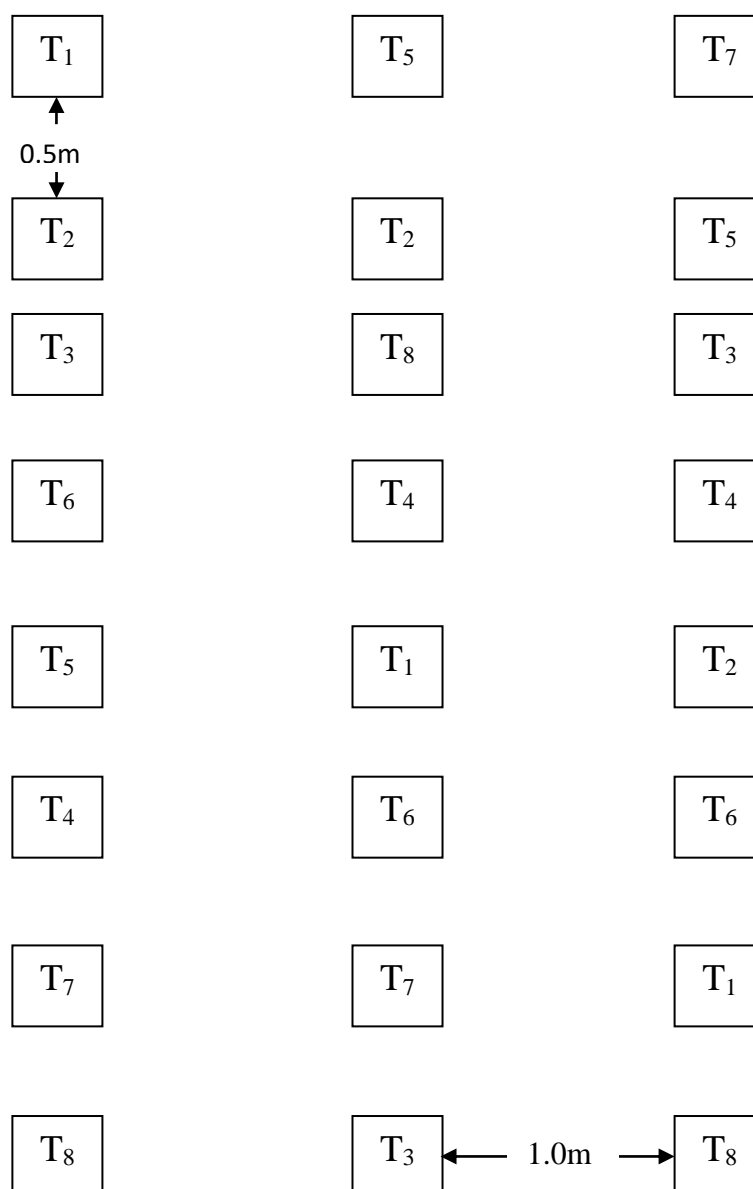 T₁ T₅ T₇
0.5m
T₂ T₂ T₅
T₃ T₈ T₃
T₆ T₄ T₄
T₅ T₁ T₂
T₄ T₆ T₆
T₇ T₇ T₁
T₈ T₃ 1.0m T₈